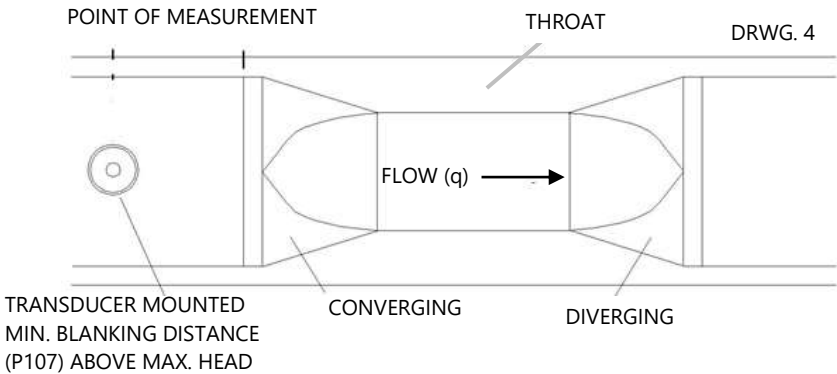 POINT OF MEASUREMENT
THROAT
DRWG. 4
FLOW (q)
TRANSDUCER MOUNTED
MIN. BLANKING DISTANCE
(P107) ABOVE MAX. HEAD
CONVERGING
DIVERGING